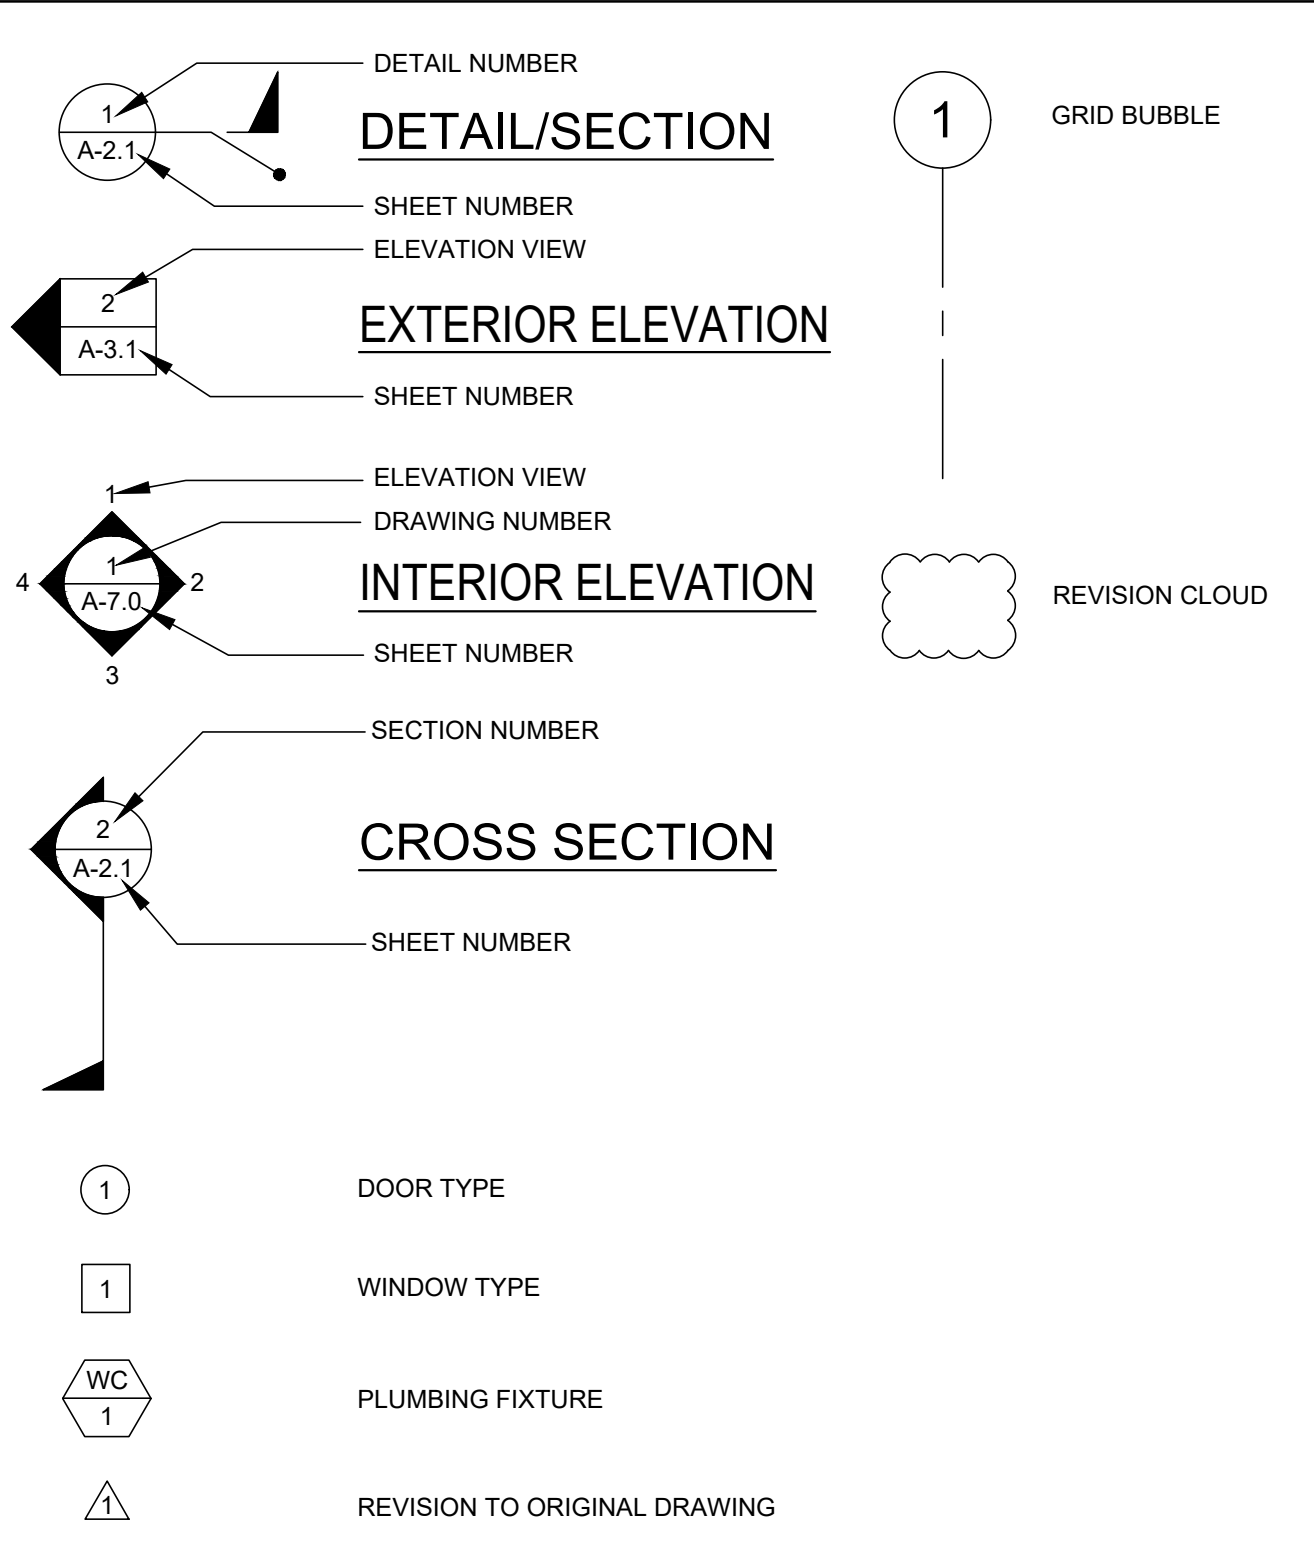 DETAIL NUMBER
1
A-2.1
DETAIL/SECTION
SHEET NUMBER
ELEVATION VIEW
2
A-3.1
EXTERIOR ELEVATION
SHEET NUMBER
ELEVATION VIEW
1
DRAWING NUMBER
1
4
2
A-7.0
INTERIOR ELEVATION
SHEET NUMBER
3
SECTION NUMBER
2
A-2.1
CROSS SECTION
SHEET NUMBER
1
DOOR TYPE
1
WINDOW TYPE
WC
1
PLUMBING FIXTURE
1
REVISION TO ORIGINAL DRAWING
1
GRID BUBBLE
REVISION CLOUD